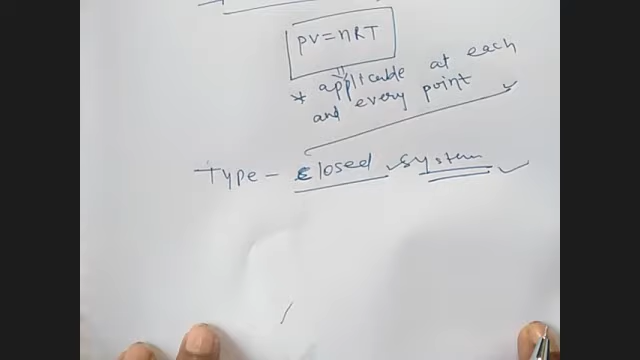 PV=nRT
* applicable at each
and every point
Type - closed system